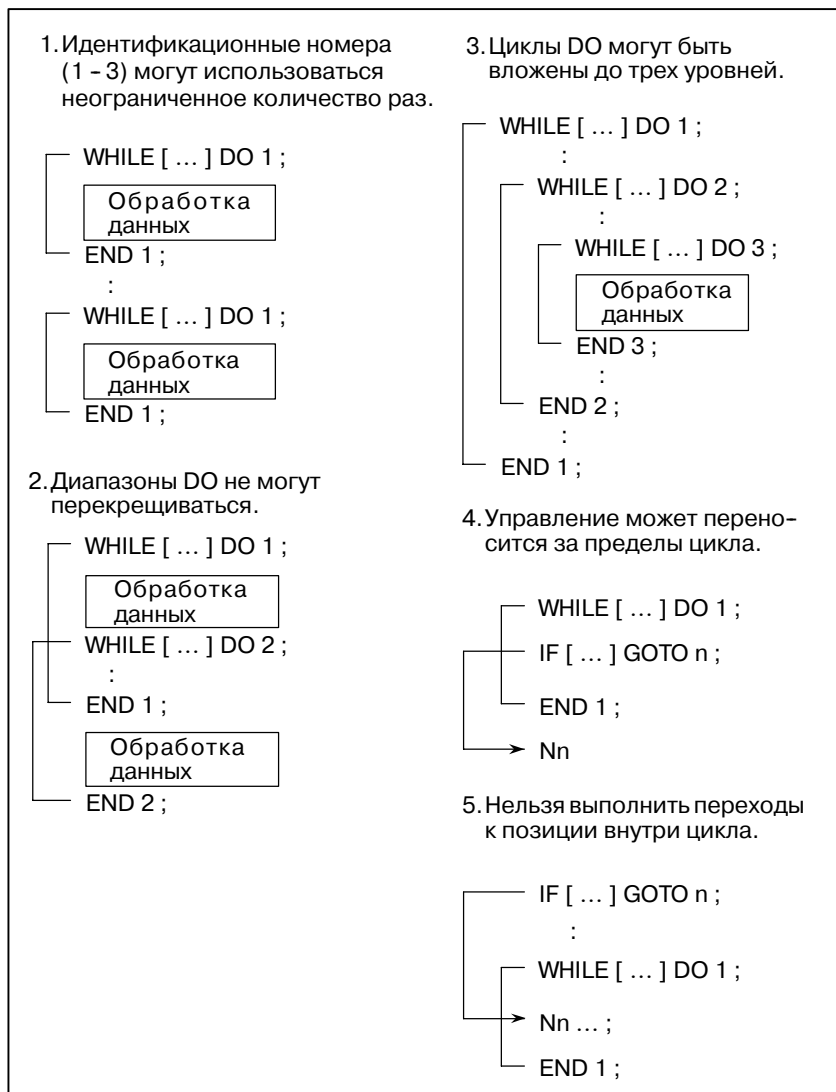 1.Идентификационные номера
(1-3) могут использоваться
неограниченное количество раз.
WHILE [ … ] DO 1 ;
Обработка
данных
END 1 ;
:
WHILE [ … ] DO 1 ;
Обработка
данных
END 1 ;
2.Диапазоны DO не могут
перекрещиваться.
WHILE [ … ] DO 1 ;
Обработка
данных
WHILE [ … ] DO 2 ;
:
END 1 ;
Обработка
данных
END 2 ;
3.Циклы DO могут быть
вложены до трех уровней.
WHILE [ … ] DO 1 ;
:
WHILE [ … ] DO 2 ;
:
WHILE [ … ] DO 3 ;
Обработка
данных
END 3 ;
:
END 2 ;
:
END 1 ;
4.Управление может перено-
сится за пределы цикла.
WHILE [ … ] DO 1 ;
IF [ … ] GOTO n ;
END 1 ;
Nn
5.Нельзя выполнить переходы
к позиции внутри цикла.
IF [ … ] GOTO n ;
:
WHILE [ … ] DO 1 ;
Nn … ;
END 1 ;